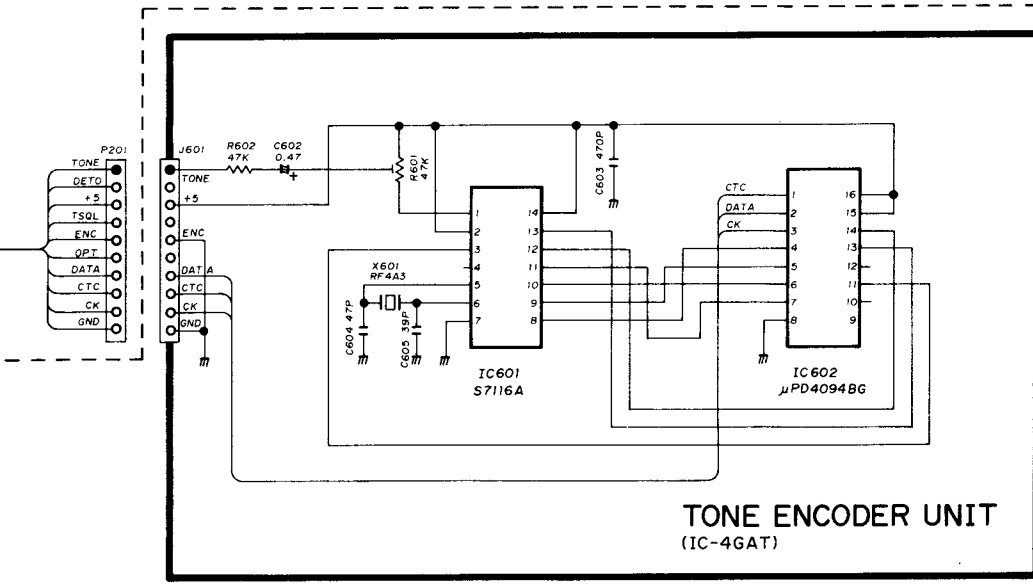 P201
TONE
DETO
+5
TSQL
ENC
OPT
DATA
CTC
CK
GND
J601
TONE
+5
ENC
DATA
CTC
CK
GND
R602
47K
C602
0.47
+
R601
47K
C603 470P
X601
RF4A3
C604 47P
C605 39P
1
2
3
4
5
6
7
14
13
12
11
10
9
8
IC601
S7116A
CTC
DATA
CK
1
2
3
4
5
6
7
8
16
15
14
13
12
11
10
9
IC602
μPD4094BG
TONE ENCODER UNIT
(IC-4GAT)